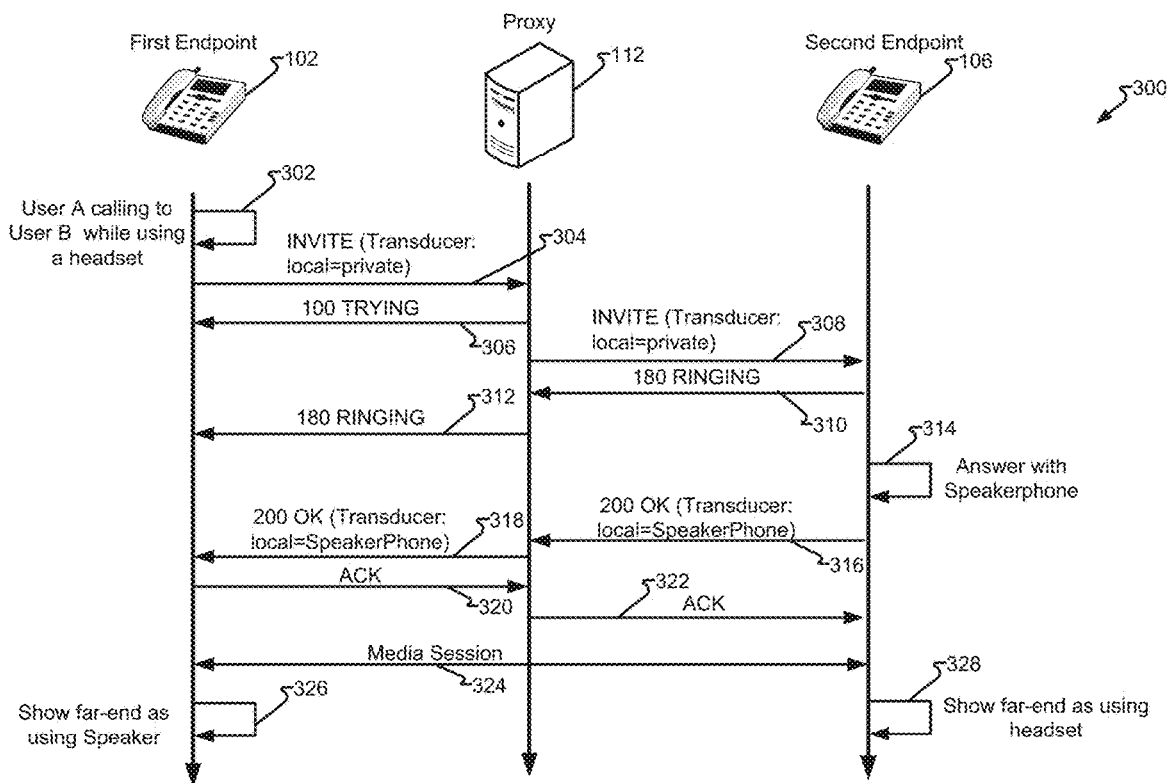 Proxy
First Endpoint
Second Endpoint
102
112
106
300
302
User A calling to
User B while using
a headset
INVITE (Transducer:
local=private)
304
100 TRYING
306
INVITE (Transducer:
local=private)
308
180 RINGING
310
312
180 RINGING
314
Answer with
Speakerphone
200 OK (Transducer:
local=SpeakerPhone)
318
200 OK (Transducer:
local=SpeakerPhone)
316
ACK
320
322
ACK
Media Session
324
326
Show far-end as
using Speaker
328
Show far-end as using
headset